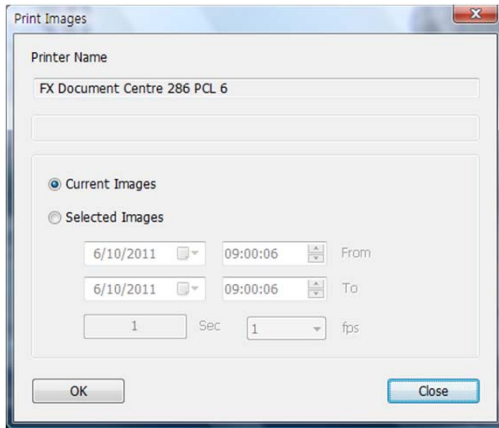 Print Images
Printer Name
FX Document Centre 286 PCL 6
Current Images
Selected Images
6/10/2011 09:00:06 From
6/10/2011 09:00:06 To
1 Sec 1 fps
OK Close